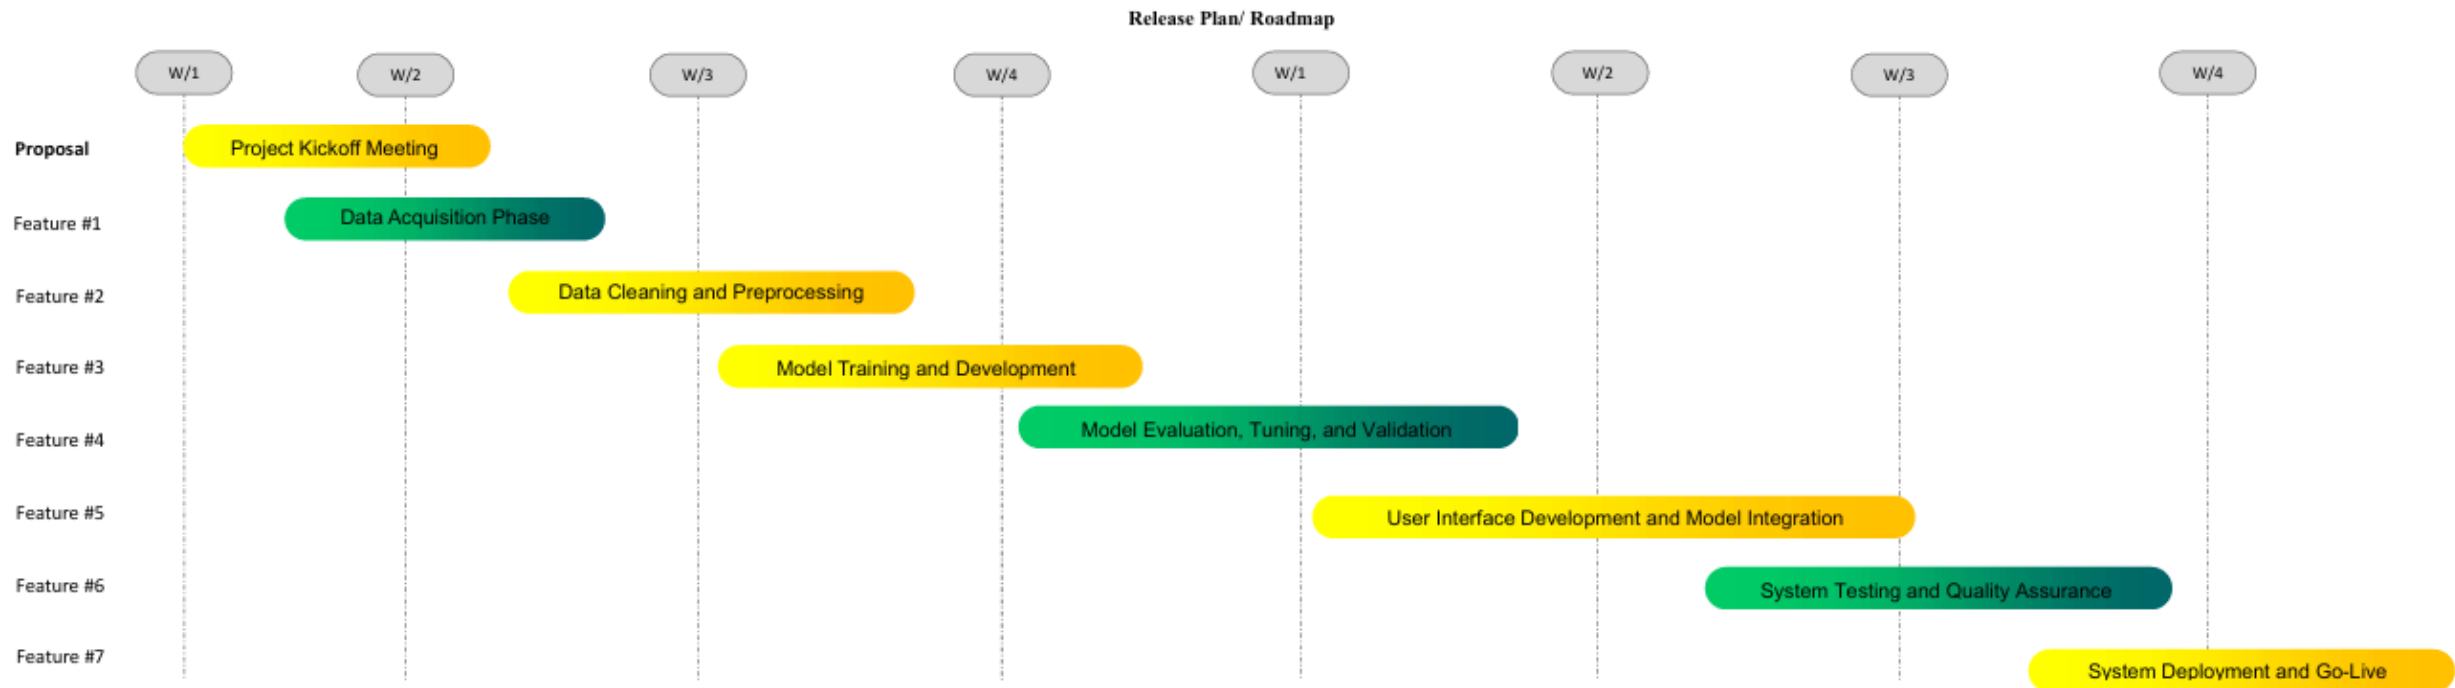 Release Plan/ Roadmap
W/1 W/2 W/3 W/4 W/1 W/2 W/3 W/4
Proposal Project Kickoff Meeting
Feature #1 Data Acquisition Phase
Feature #2 Data Cleaning and Preprocessing
Feature #3 Model Training and Development
Feature #4 Model Evaluation, Tuning, and Validation
Feature #5 User Interface Development and Model Integration
Feature #6 System Testing and Quality Assurance
Feature #7 System Deployment and Go-Live